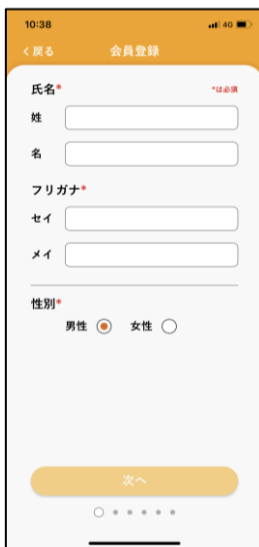 10:38 4G
< 戻る 会員登録
氏名* *は必須
姓
名
フリガナ*
セイ
メイ
性別*
男性 女性
次へ